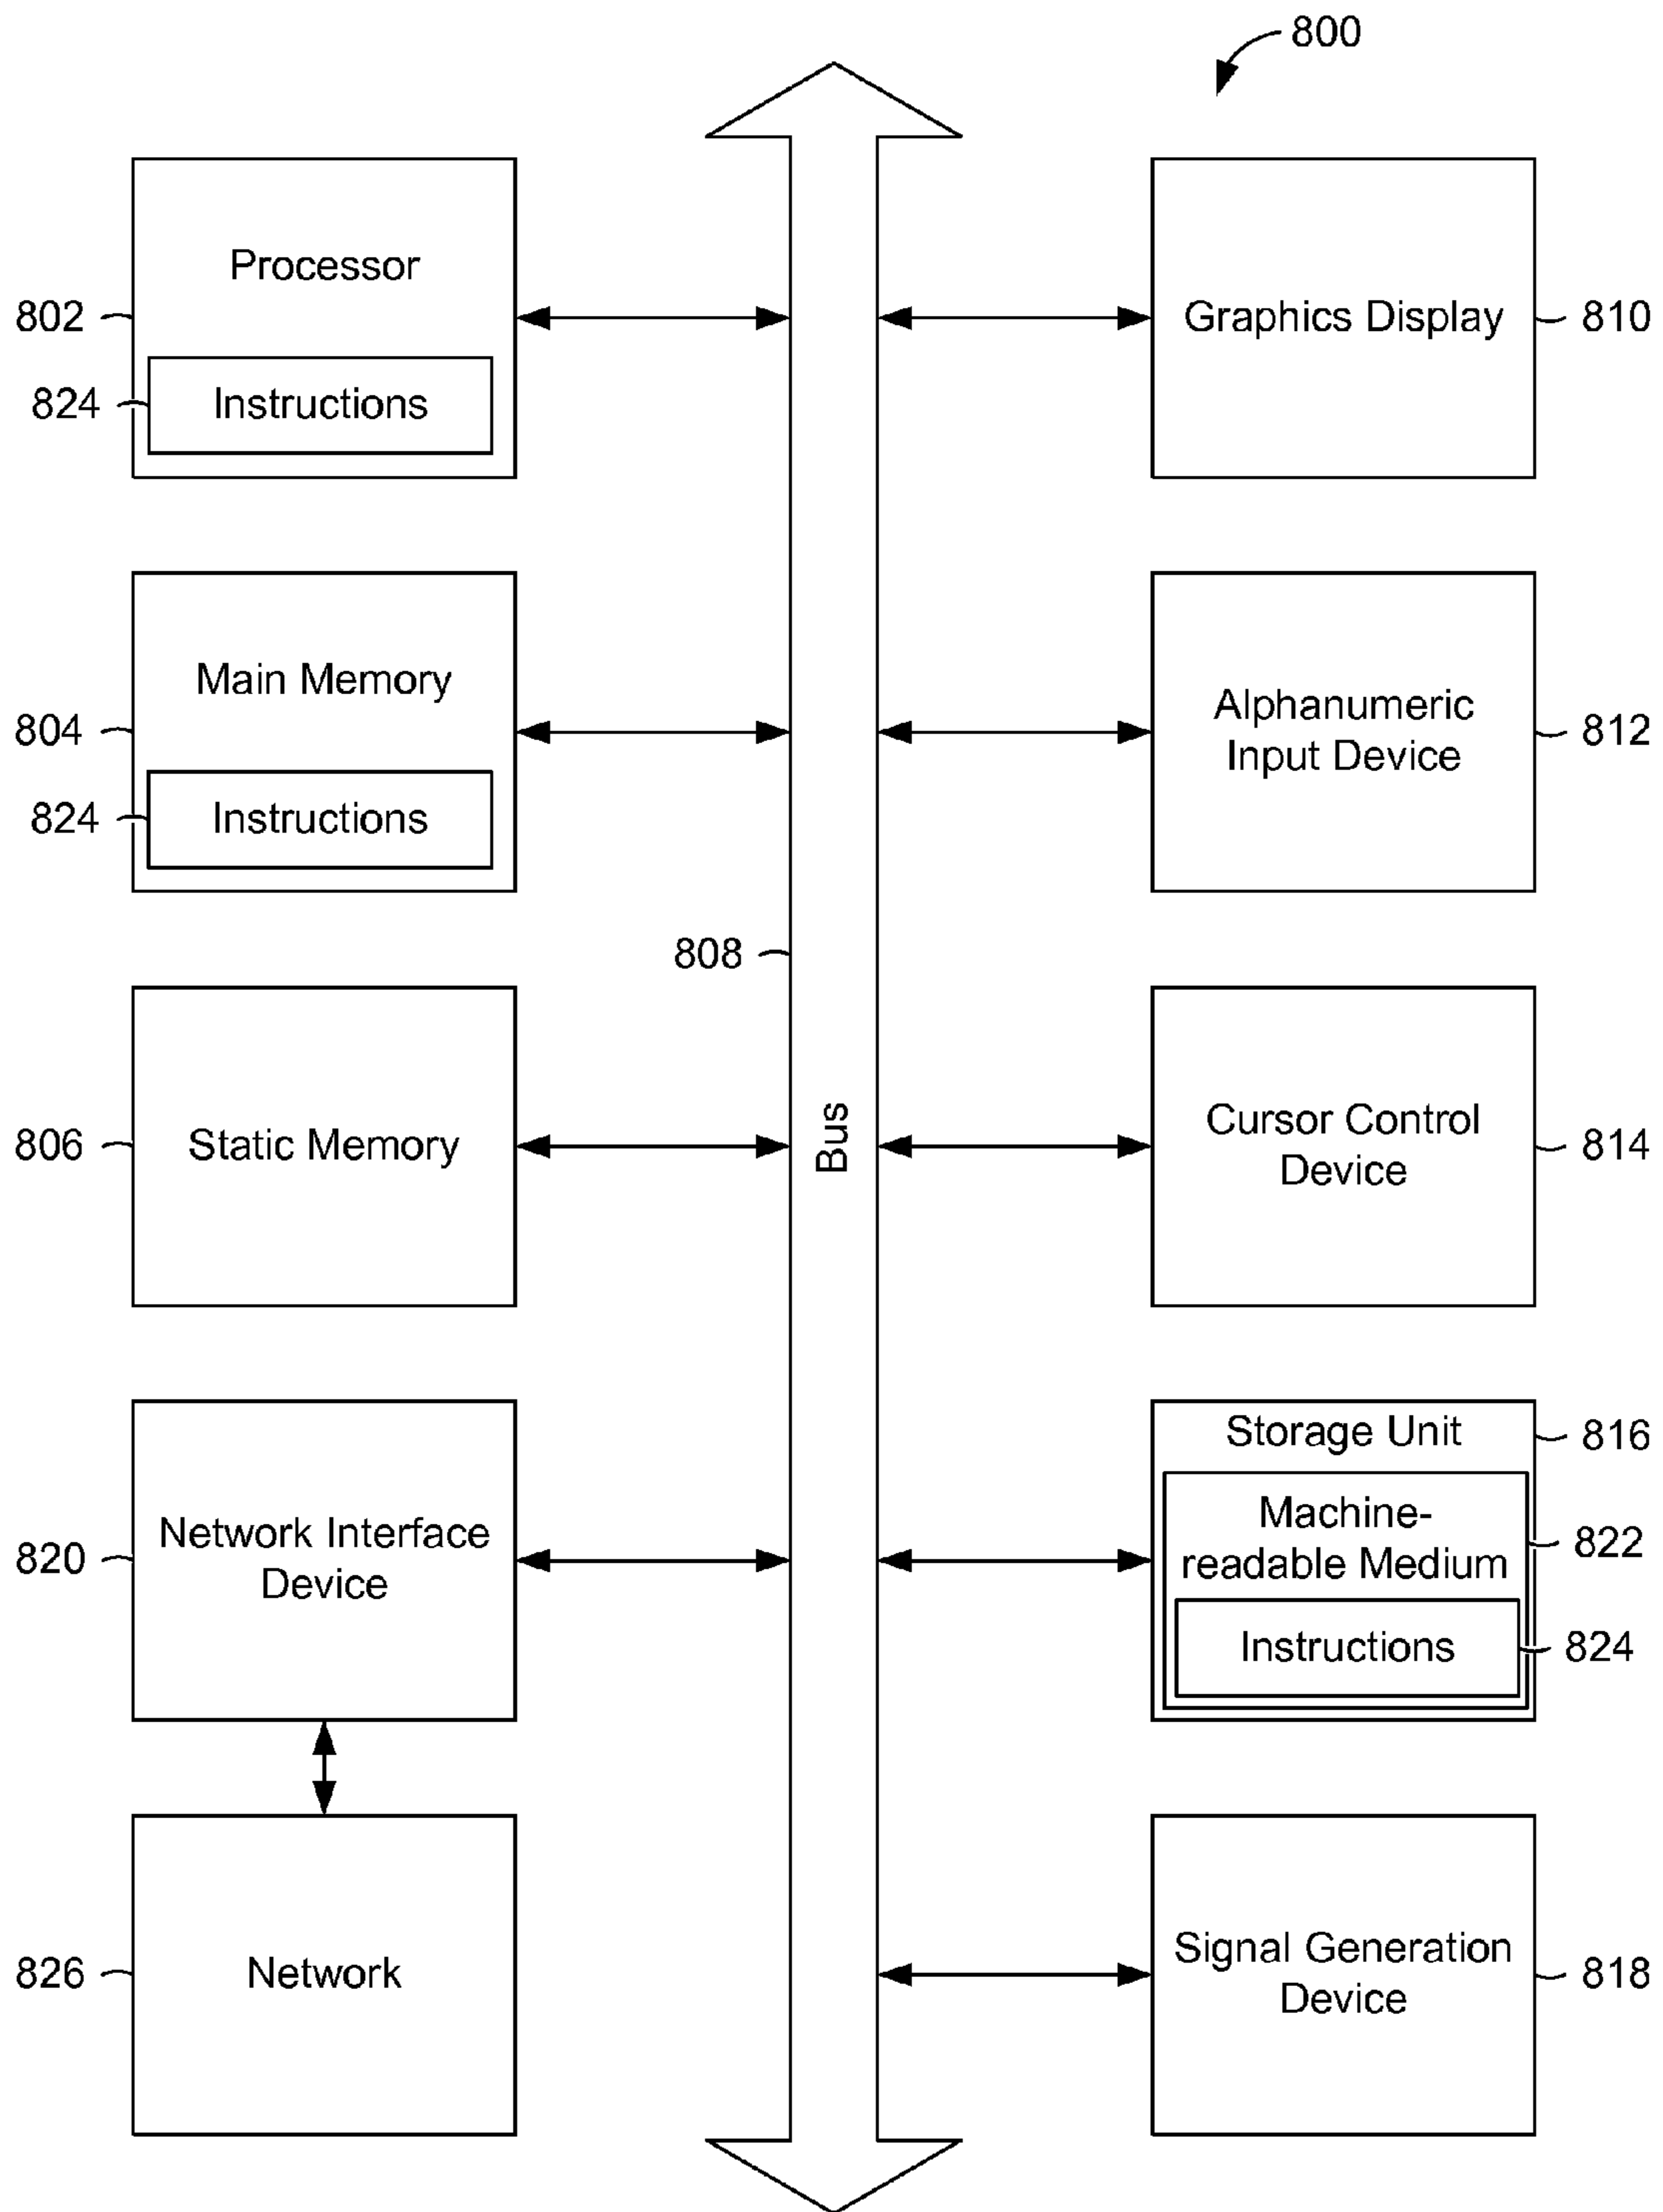 800
Processor
802
824
Instructions
Graphics Display
810
Main Memory
804
824
Instructions
Alphanumeric
Input Device
812
808
Bus
806
Static Memory
Cursor Control
Device
814
820
Network Interface
Device
Storage Unit
816
Machine-
readable Medium
822
Instructions
824
826
Network
Signal Generation
Device
818